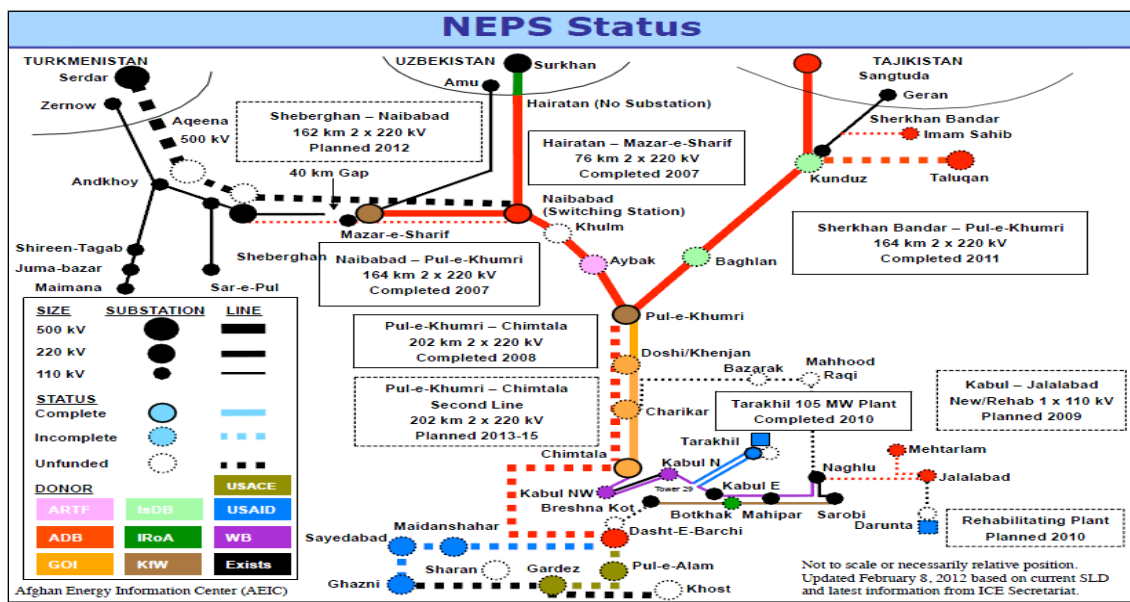 NEPS Status
TURKMENISTAN
Serdar
Zernow
Aqeena
500 kV
Andkhoy
Shireen-Tagab
Juma-bazar
Maimana
Sar-e-Pul
Sheberghan
Sheberghan – Naibabad
162 km 2 x 220 kV
Planned 2012
40 km Gap
Mazar-e-Sharif
UZBEKISTAN
Surkhan
Amu
Hairatan (No Substation)
Hairatan – Mazar-e-Sharif
76 km 2 x 220 kV
Completed 2007
Naibabad
(Switching Station)
Khulm
Aybak
Naibabad – Pul-e-Khumri
164 km 2 x 220 kV
Completed 2007
TAJIKISTAN
Sangtuda
Geran
Sherkhan Bandar
Imam Sahib
Kunduz
Taluqan
Baghlan
Sherkhan Bandar – Pul-e-Khumri
164 km 2 x 220 kV
Completed 2011
Pul-e-Khumri
Pul-e-Khumri – Chimtala
202 km 2 x 220 kV
Completed 2008
Pul-e-Khumri – Chimtala
Second Line
202 km 2 x 220 kV
Planned 2013-15
Doshi/Khenjan
Charikar
Chimtala
Bazarak
Mahhood
Raqi
Tarakhil 105 MW Plant
Completed 2010
Kabul – Jalalabad
New/Rehab 1 x 110 kV
Planned 2009
Tarakhil
Kabul N
Tower 29
Kabul NW
Breshna Kot
Kabul E
Botkhak
Mahipar
Sarobi
Naghlu
Mehtarlam
Jalalabad
Darunta
Rehabilitating Plant
Planned 2010
Dasht-E-Barchi
Maidanshahar
Sayedabad
Ghazni
Sharan
Gardez
Pul-e-Alam
Khost
SIZE SUBSTATION LINE
500 kV
220 kV
110 kV
STATUS
Complete
Incomplete
Unfunded
DONOR
USACE
ARTF IsDB USAID
ADB IRoA WB
GOI KfW Exists
Afghan Energy Information Center (AEIC)
Not to scale or necessarily relative position.
Updated February 8, 2012 based on current SLD
and latest information from ICE Secretariat.